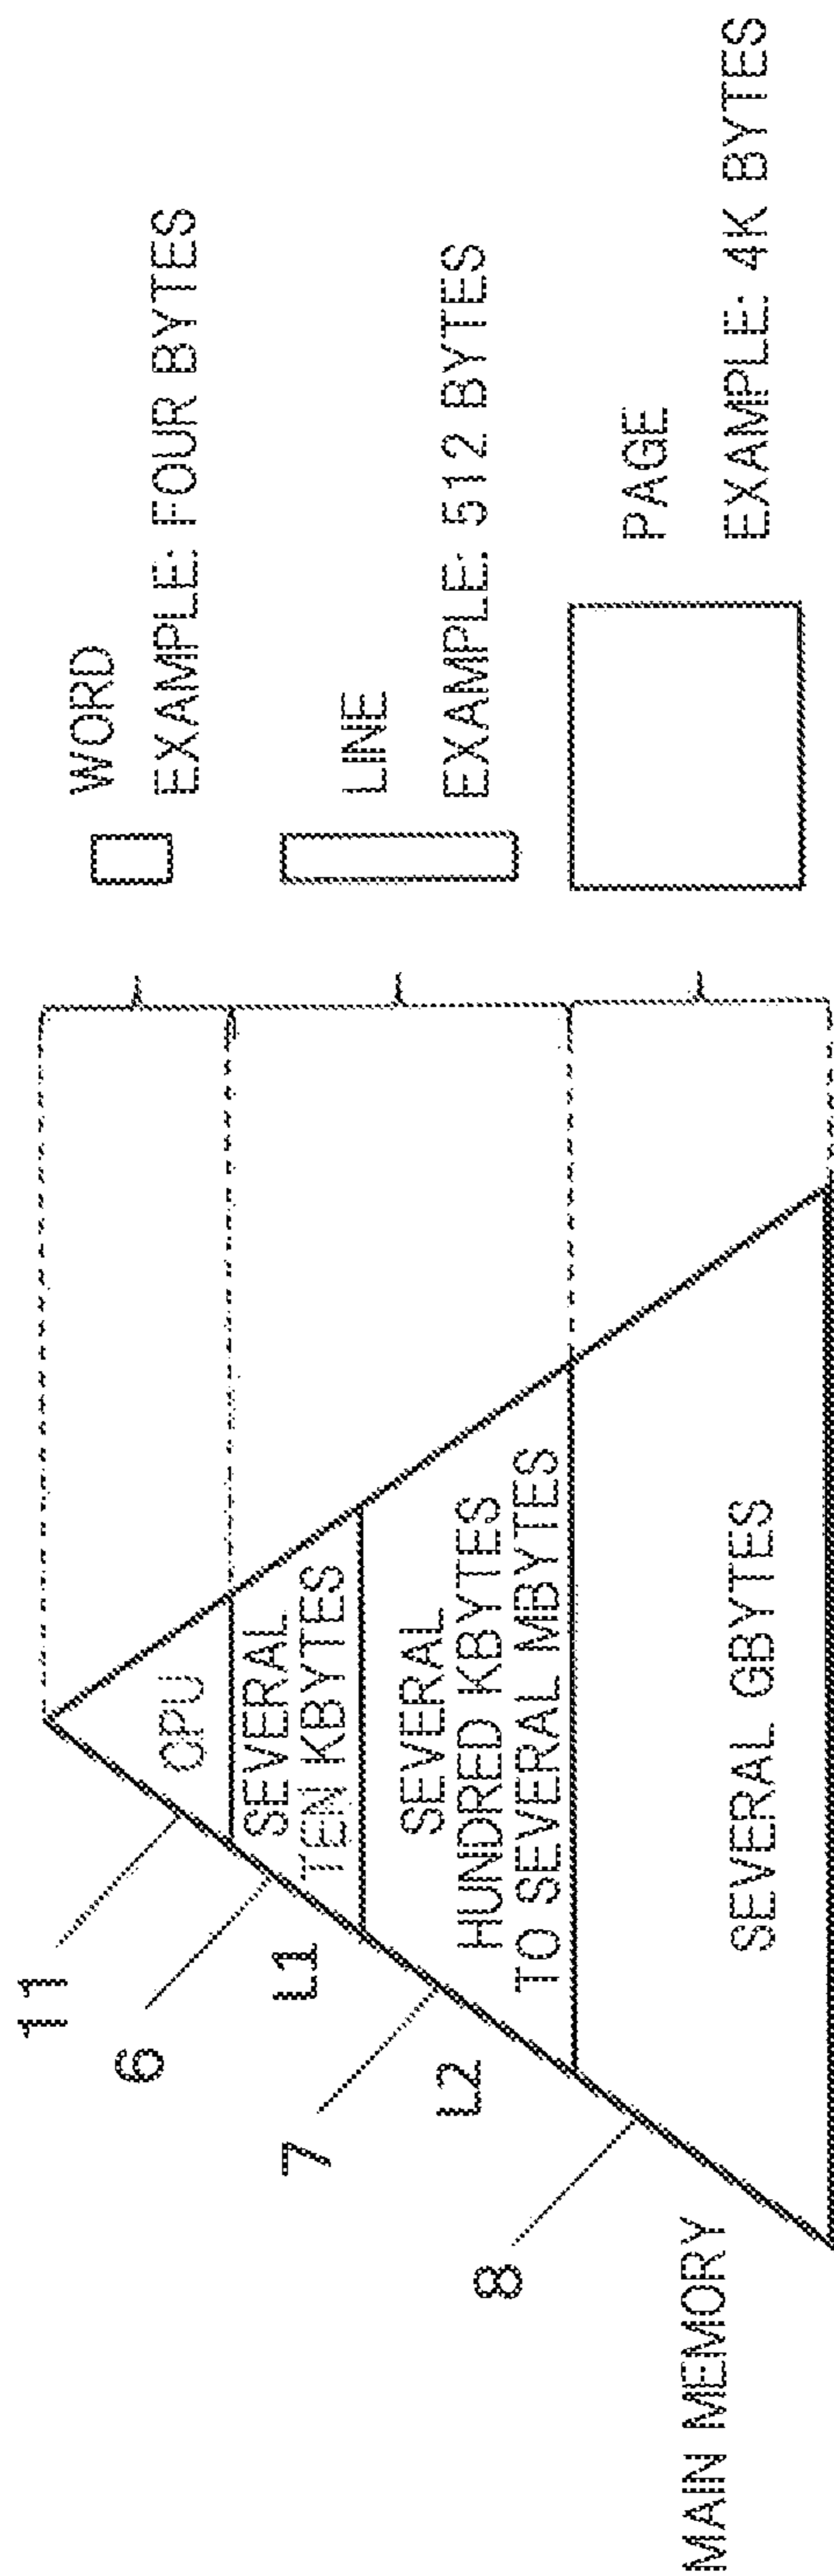 11
CPU
WORD
EXAMPLE: FOUR BYTES
6
L1
SEVERAL
TEN KBYTES
LINE
EXAMPLE: 512 BYTES
7
L2
SEVERAL
HUNDRED KBYTES
TO SEVERAL MBYTES
8
MAIN MEMORY
SEVERAL GBYTES
PAGE
EXAMPLE: 4K BYTES